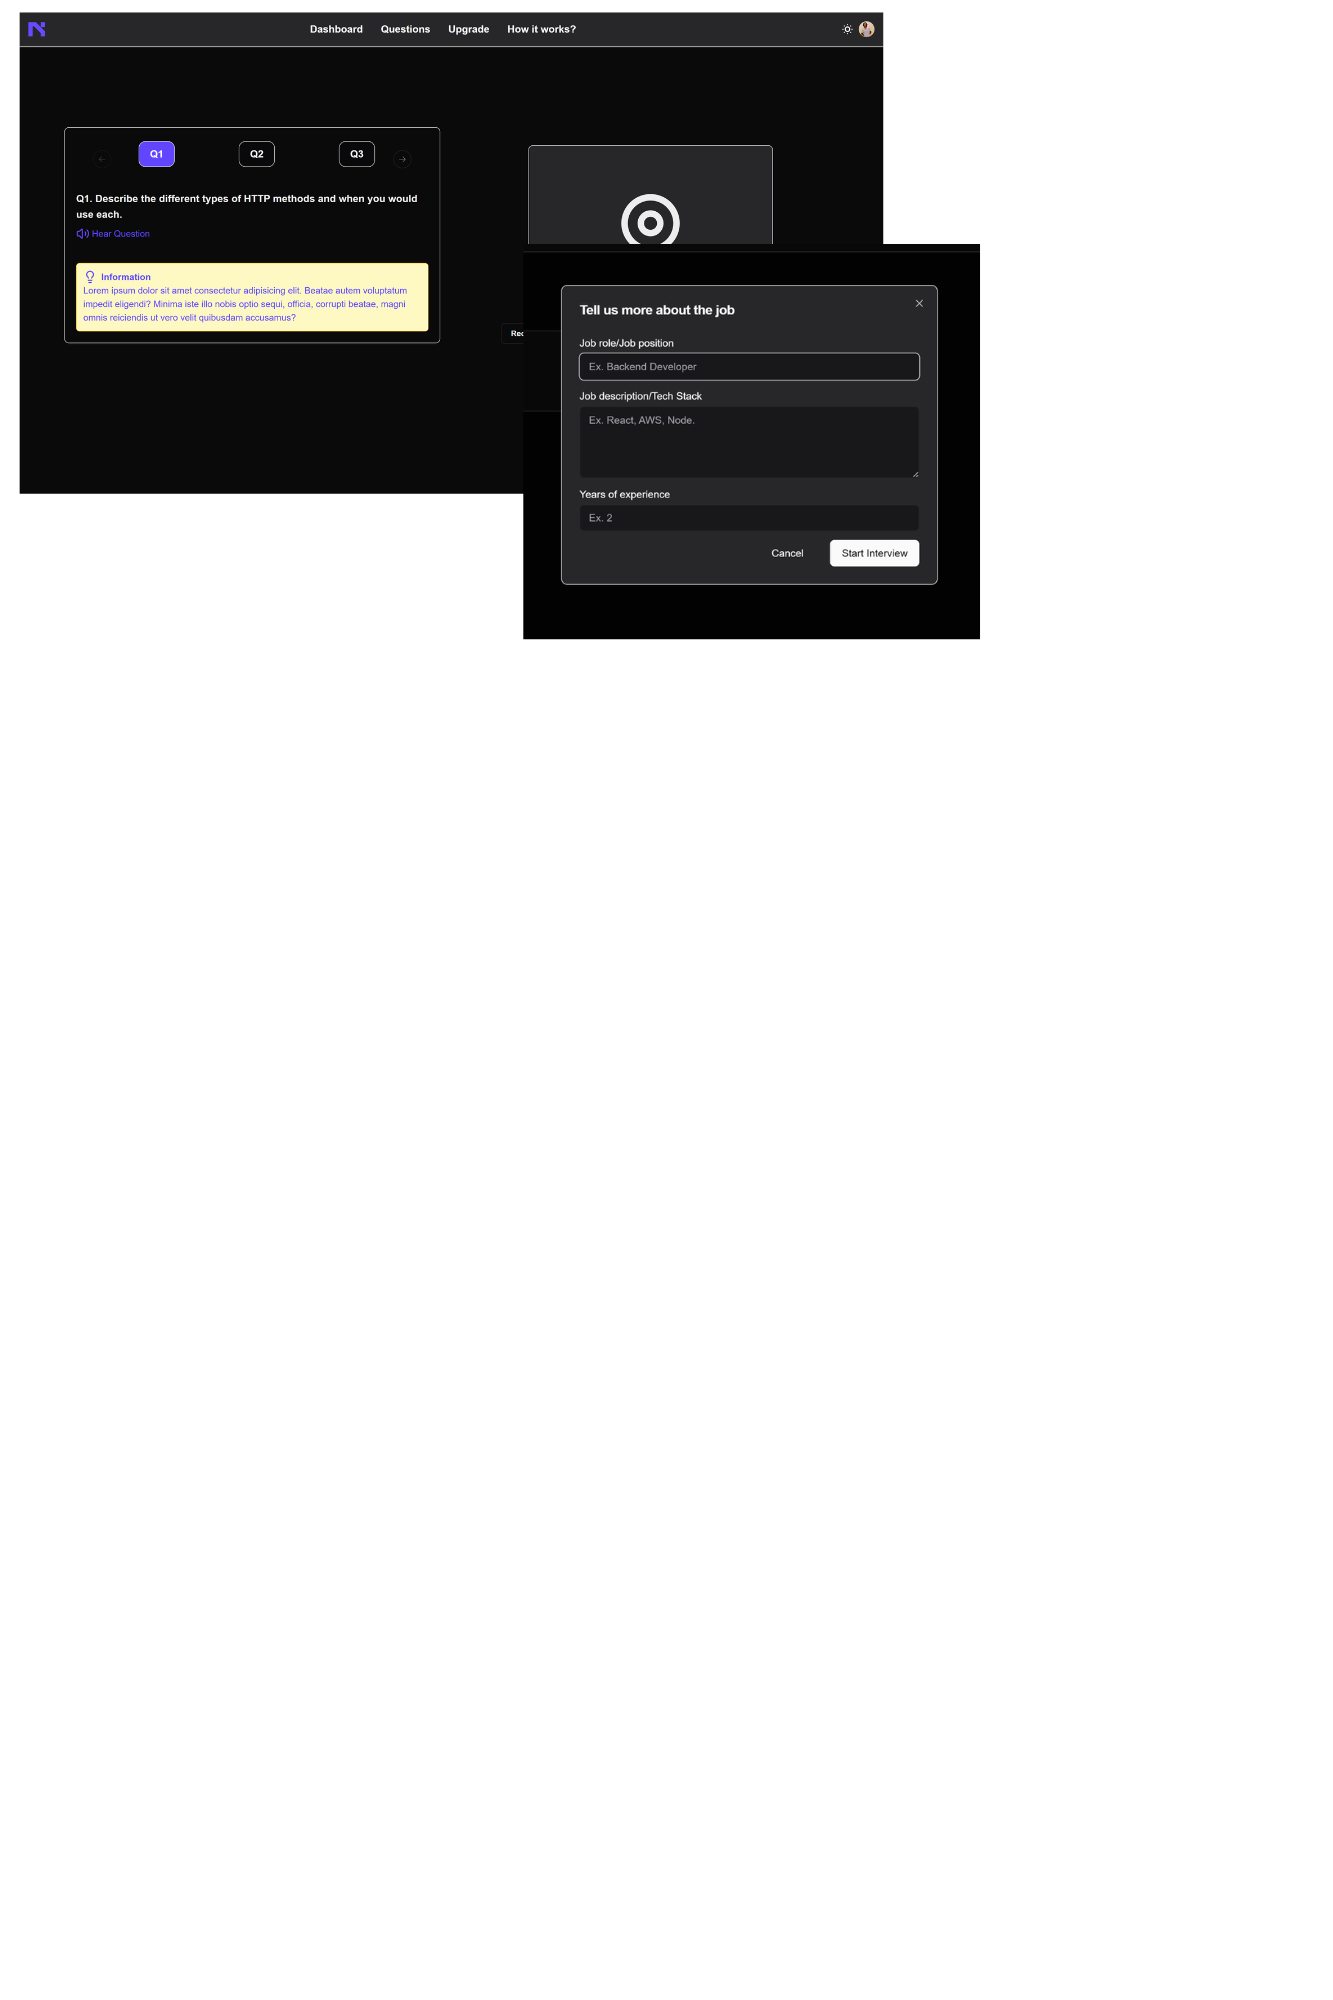 Dashboard Questions Upgrade How it works?
Q1 Q2 Q3
Q1. Describe the different types of HTTP methods and when you would
use each.
Hear Question
Information
Lorem ipsum dolor sit amet consectetur adipisicing elit. Beatae autem voluptatum
impedit eligendi? Minima iste illo nobis optio sequi, officia, corrupti beatae, magni
omnis reiciendis ut vero velit quibusdam accusamus?
Rec
Tell us more about the job
Job role/Job position
Ex. Backend Developer
Job description/Tech Stack
Ex. React, AWS, Node.
Years of experience
Ex. 2
Cancel Start Interview